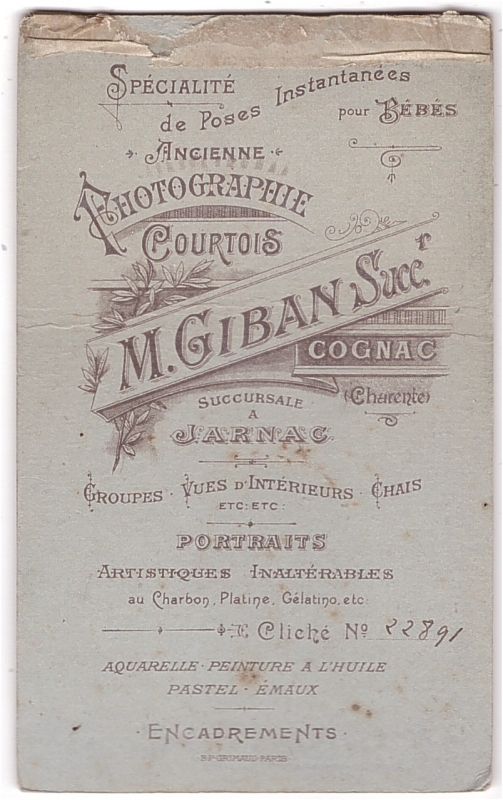 SPÉCIALITÉ
de Poses Instantanées
pour BÉBÉS
ANCIENNE
PHOTOGRAPHIE
COURTOIS
M. GIBAN Succr
COGNAC
(Charente)
SUCCURSALE
A
JARNAC
GROUPES · VUES D'INTÉRIEURS · CHAIS
ETC: ETC:
PORTRAITS
ARTISTIQUES INALTÉRABLES
au Charbon, Platine, Gélatino, etc:
Cliché No 22891
AQUARELLE · PEINTURE A L'HUILE
PASTEL · ÉMAUX
· ENCADREMENTS ·
B.P. GRIMAUD · PARIS